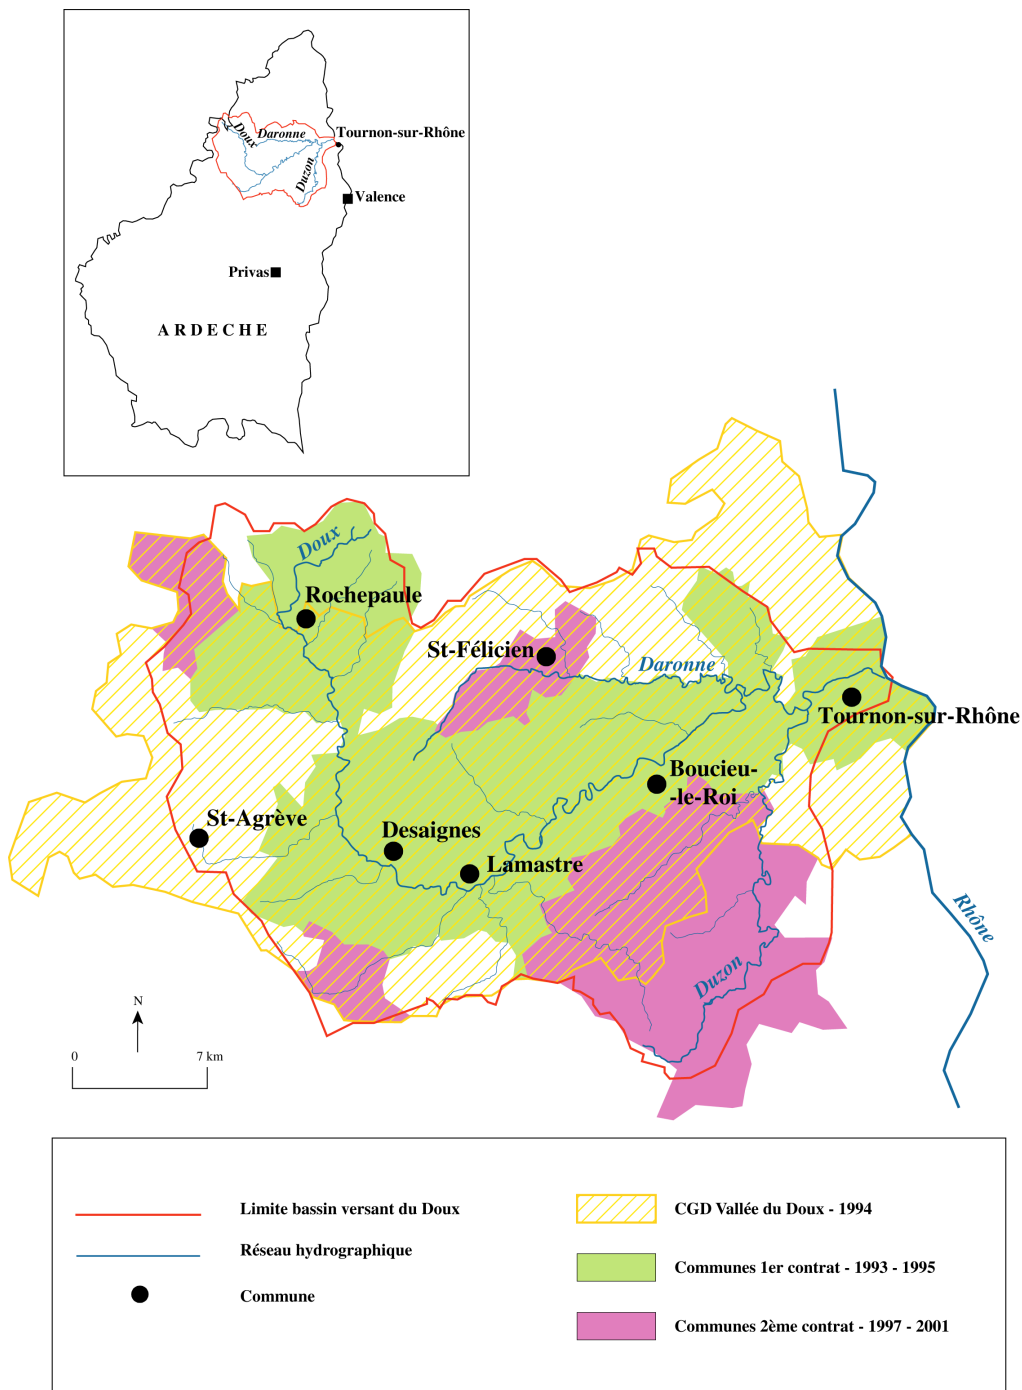 Doux
Daronne
Duzon
Tournon-sur-Rhône
Valence
Privas
ARDECHE
Doux
Rochepaule
St-Félicien
Daronne
Tournon-sur-Rhône
Boucieu-
-le-Roi
St-Agrève
Desaignes
Lamastre
Rhône
Duzon
N
0 7 km
Limite bassin versant du Doux
Réseau hydrographique
Commune
CGD Vallée du Doux - 1994
Communes 1er contrat - 1993 - 1995
Communes 2ème contrat - 1997 - 2001